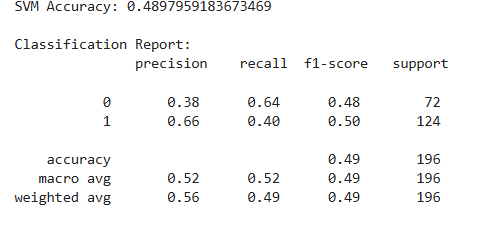 SVM Accuracy: 0.4897959183673469
Classification Report:
precision recall f1-score support
0 0.38 0.64 0.48 72
1 0.66 0.40 0.50 124
accuracy 0.49 196
macro avg 0.52 0.52 0.49 196
weighted avg 0.56 0.49 0.49 196